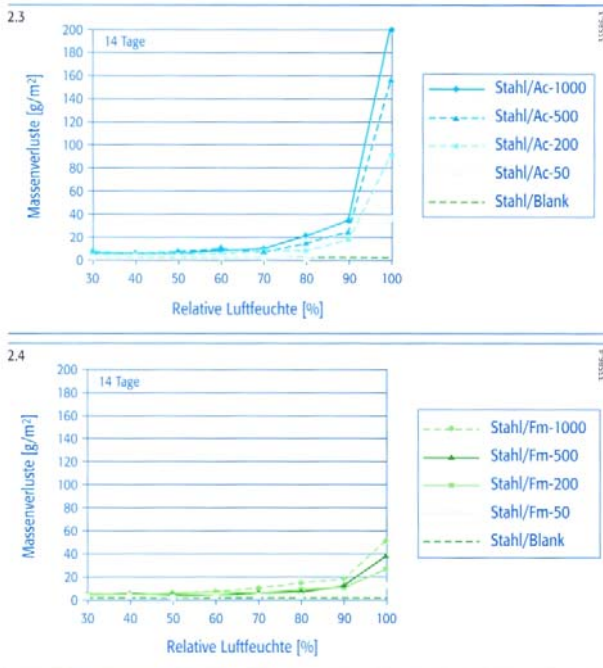 2.3
14 Tage
Massenverluste [g/m²]
200
180
160
140
120
100
80
60
40
20
0
30 40 50 60 70 80 90 100
Relative Luftfeuchte [%]
Stahl/Ac-1000
Stahl/Ac-500
Stahl/Ac-200
Stahl/Ac-50
Stahl/Blank
2.4
14 Tage
Massenverluste [g/m²]
200
180
160
140
120
100
80
60
40
20
0
30 40 50 60 70 80 90 100
Relative Luftfeuchte [%]
Stahl/Fm-1000
Stahl/Fm-500
Stahl/Fm-200
Stahl/Fm-50
Stahl/Blank